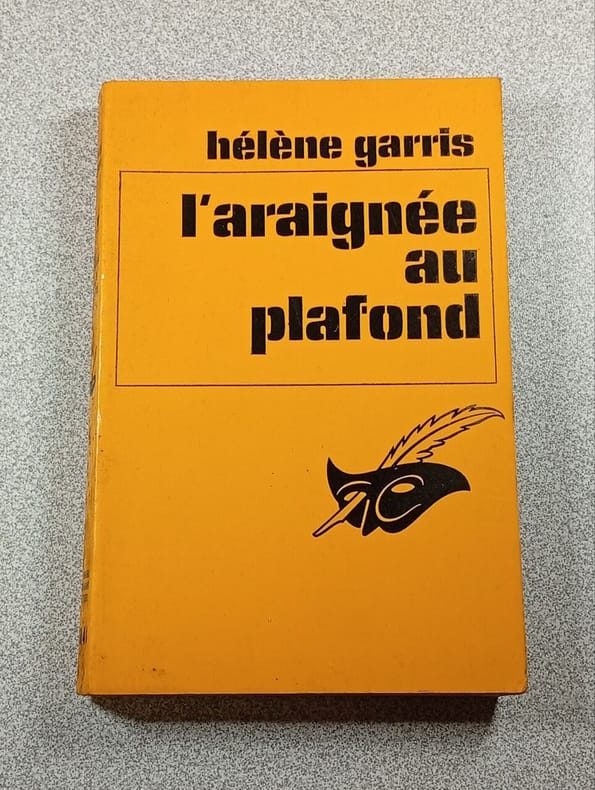 hélène garris
l'araignée
au
plafond